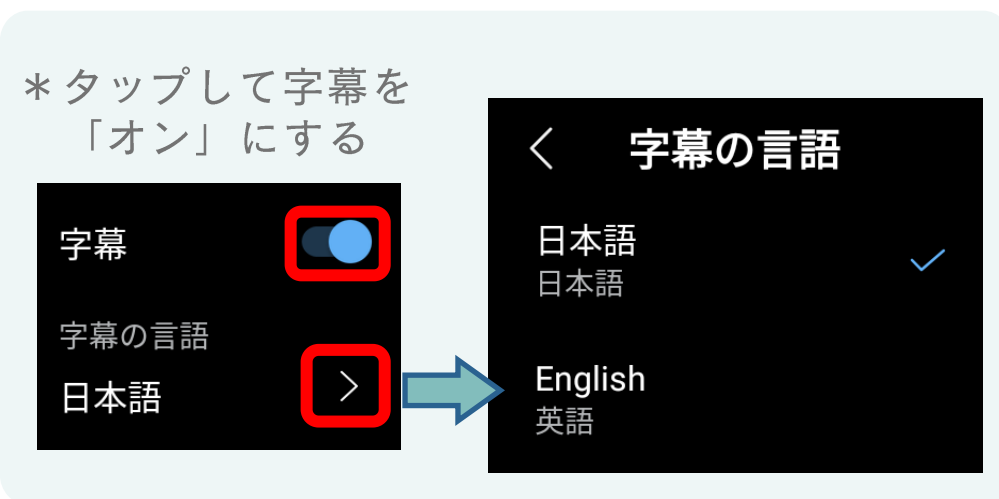 ＊タップして字幕を
「オン」にする
字幕
字幕の言語
日本語
字幕の言語
日本語
日本語
English
英語